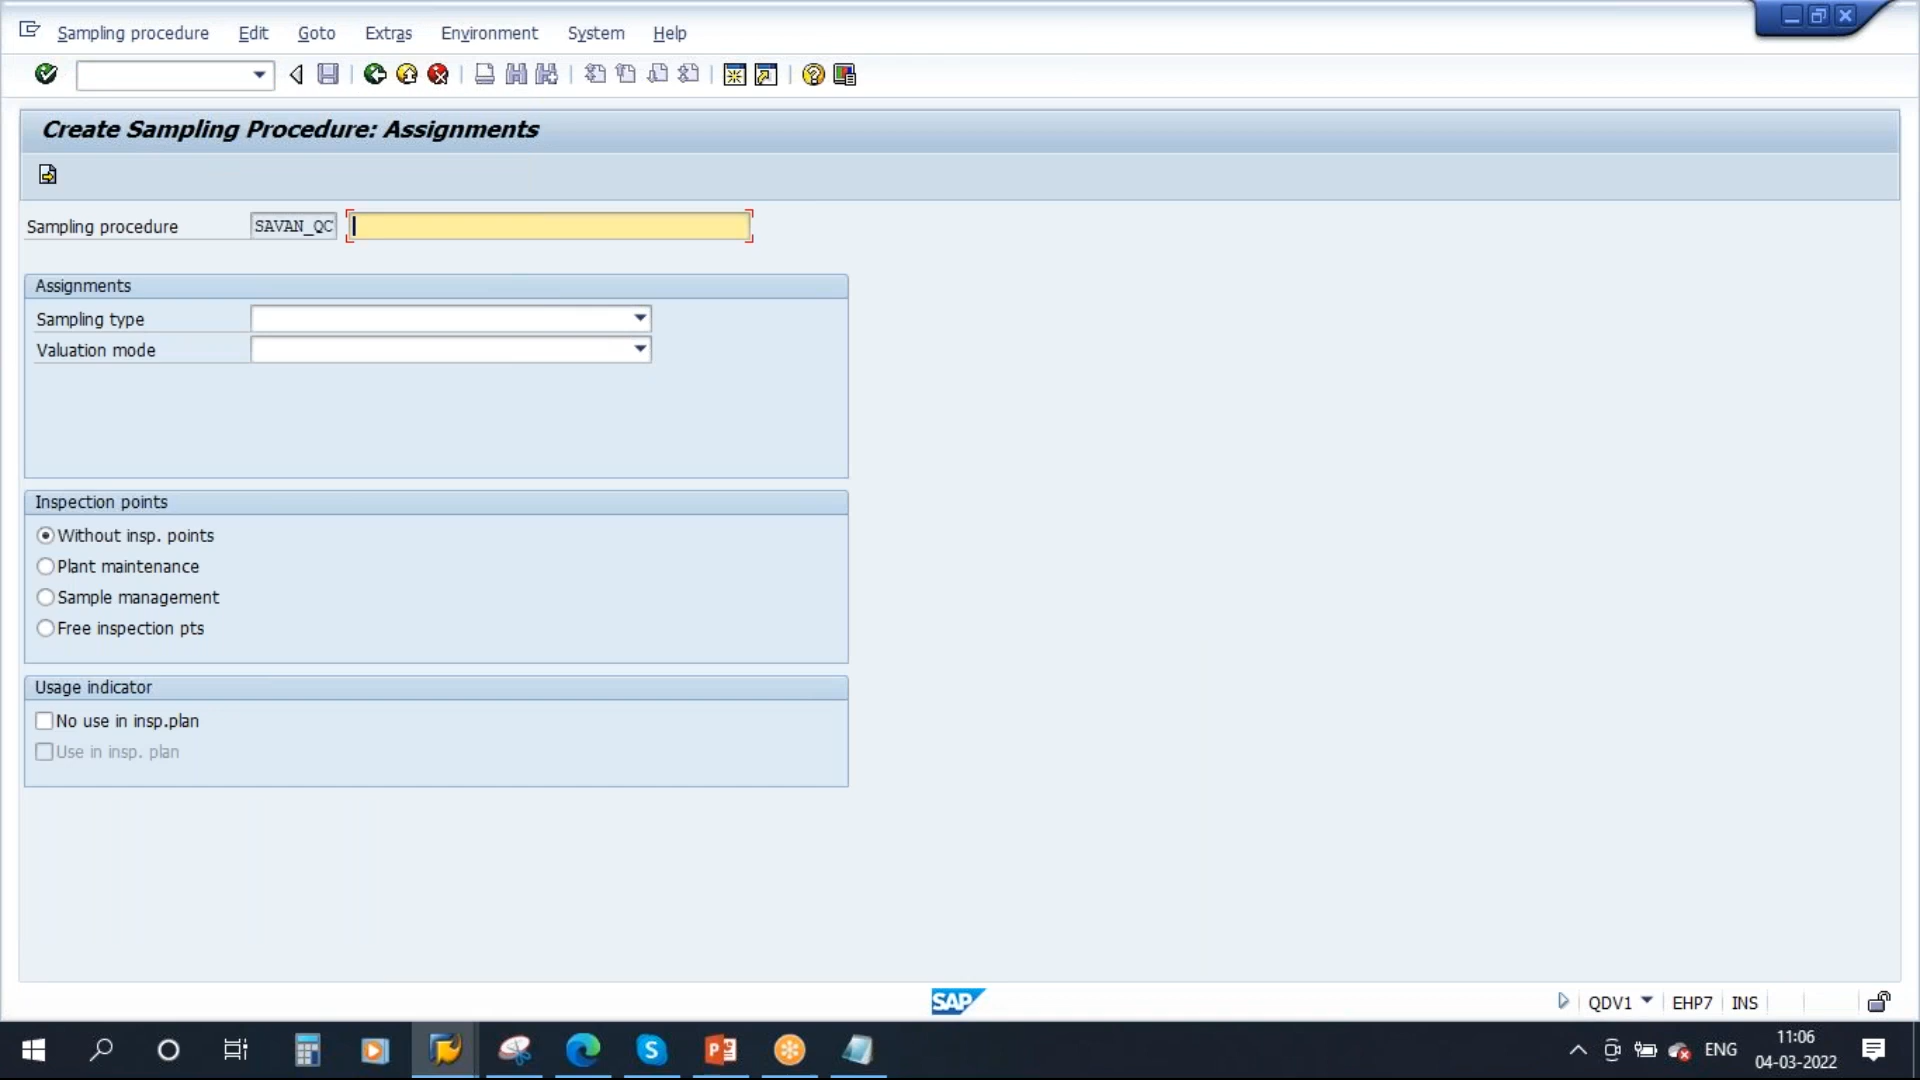 Sampling procedure Edit Goto Extras Environment System Help
Create Sampling Procedure: Assignments
Sampling procedure SAVAN_QC
Assignments
Sampling type
Valuation mode
Inspection points
Without insp. points
Plant maintenance
Sample management
Free inspection pts
Usage indicator
No use in insp.plan
Use in insp. plan
SAP
QDV1 EHP7 INS
ENG
11:06
04-03-2022